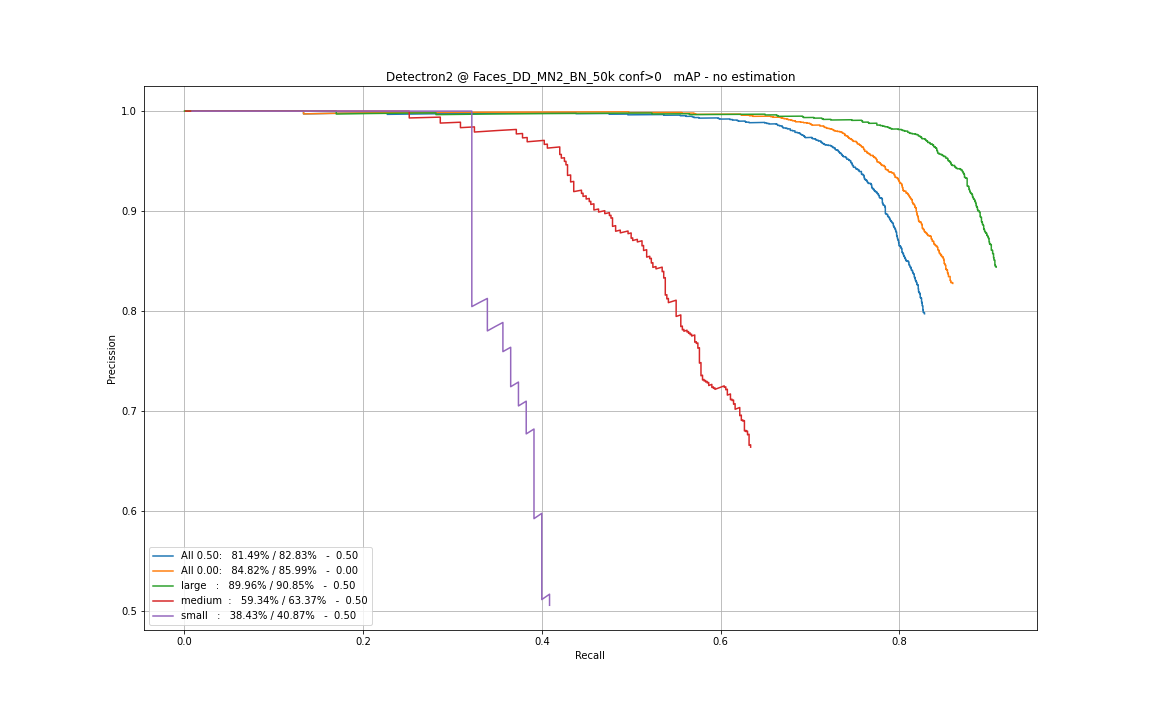 Detectron2 @ Faces_DD_MN2_BN_50k conf>0   mAP - no estimation
1.0
0.9
0.8
0.7
0.6
0.5
Precission
All 0.50:   81.49% / 82.83%   -  0.50
All 0.00:   84.82% / 85.99%   -  0.00
large   :   89.96% / 90.85%   -  0.50
medium  :   59.34% / 63.37%   -  0.50
small   :   38.43% / 40.87%   -  0.50
0.0 0.2 0.4 0.6 0.8
Recall